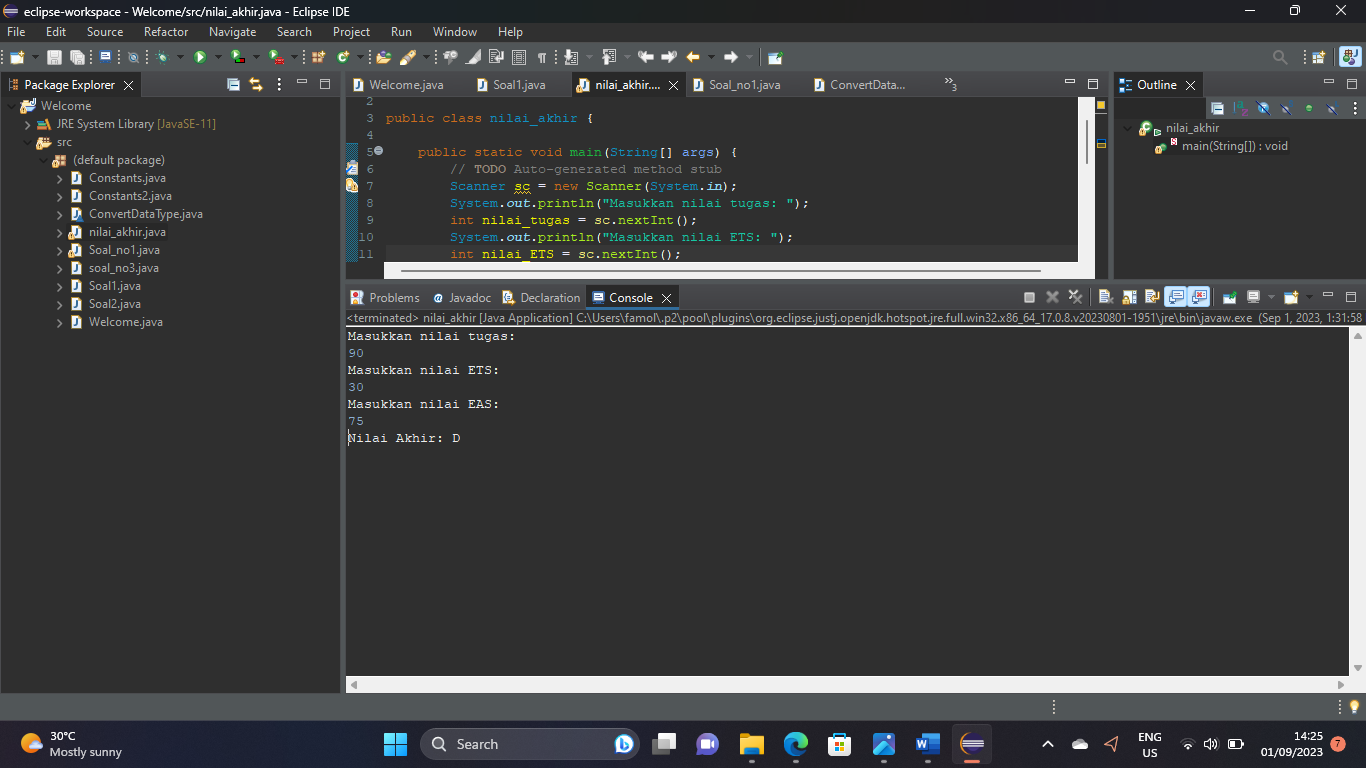 eclipse-workspace - Welcome/src/nilai_akhir.java - Eclipse IDE
File Edit Source Refactor Navigate Search Project Run Window Help
Package Explorer
Welcome
JRE System Library [JavaSE-11]
src
(default package)
Constants.java
Constants2.java
ConvertDataType.java
nilai_akhir.java
Soal_no1.java
soal_no3.java
Soal1.java
Soal2.java
Welcome.java
Welcome.java Soal1.java nilai_akhir.... Soal_no1.java ConvertData... »3
2
3 public class nilai_akhir {
4
5 public static void main(String[] args) {
6 // TODO Auto-generated method stub
7 Scanner sc = new Scanner(System.in);
8 System.out.println("Masukkan nilai tugas: ");
9 int nilai_tugas = sc.nextInt();
10 System.out.println("Masukkan nilai ETS: ");
11 int nilai_ETS = sc.nextInt();
Outline
nilai_akhir
main(String[]) : void
Problems @ Javadoc Declaration Console
<terminated> nilai_akhir [Java Application] C:\Users\famol\.p2\pool\plugins\org.eclipse.justj.openjdk.hotspot.jre.full.win32.x86_64_17.0.8.v20230801-1951\jre\bin\javaw.exe (Sep 1, 2023, 1:31:58
Masukkan nilai tugas:
90
Masukkan nilai ETS:
30
Masukkan nilai EAS:
75
Nilai Akhir: D
30°C
Mostly sunny
Search
ENG
US
14:25
01/09/2023
7